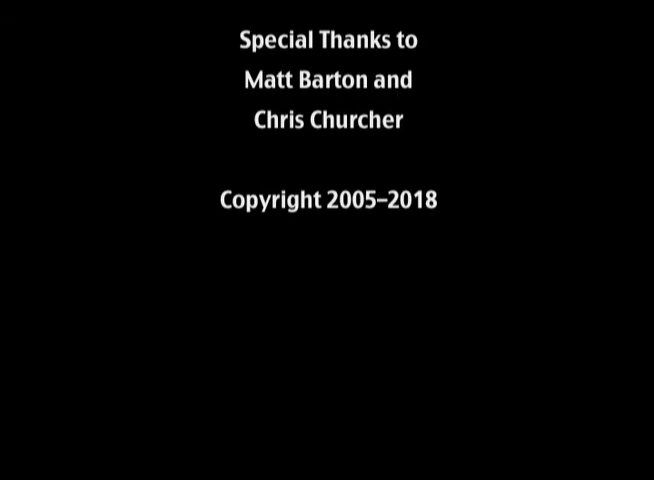 Special Thanks to
Matt Barton and
Chris Churcher
Copyright 2005–2018